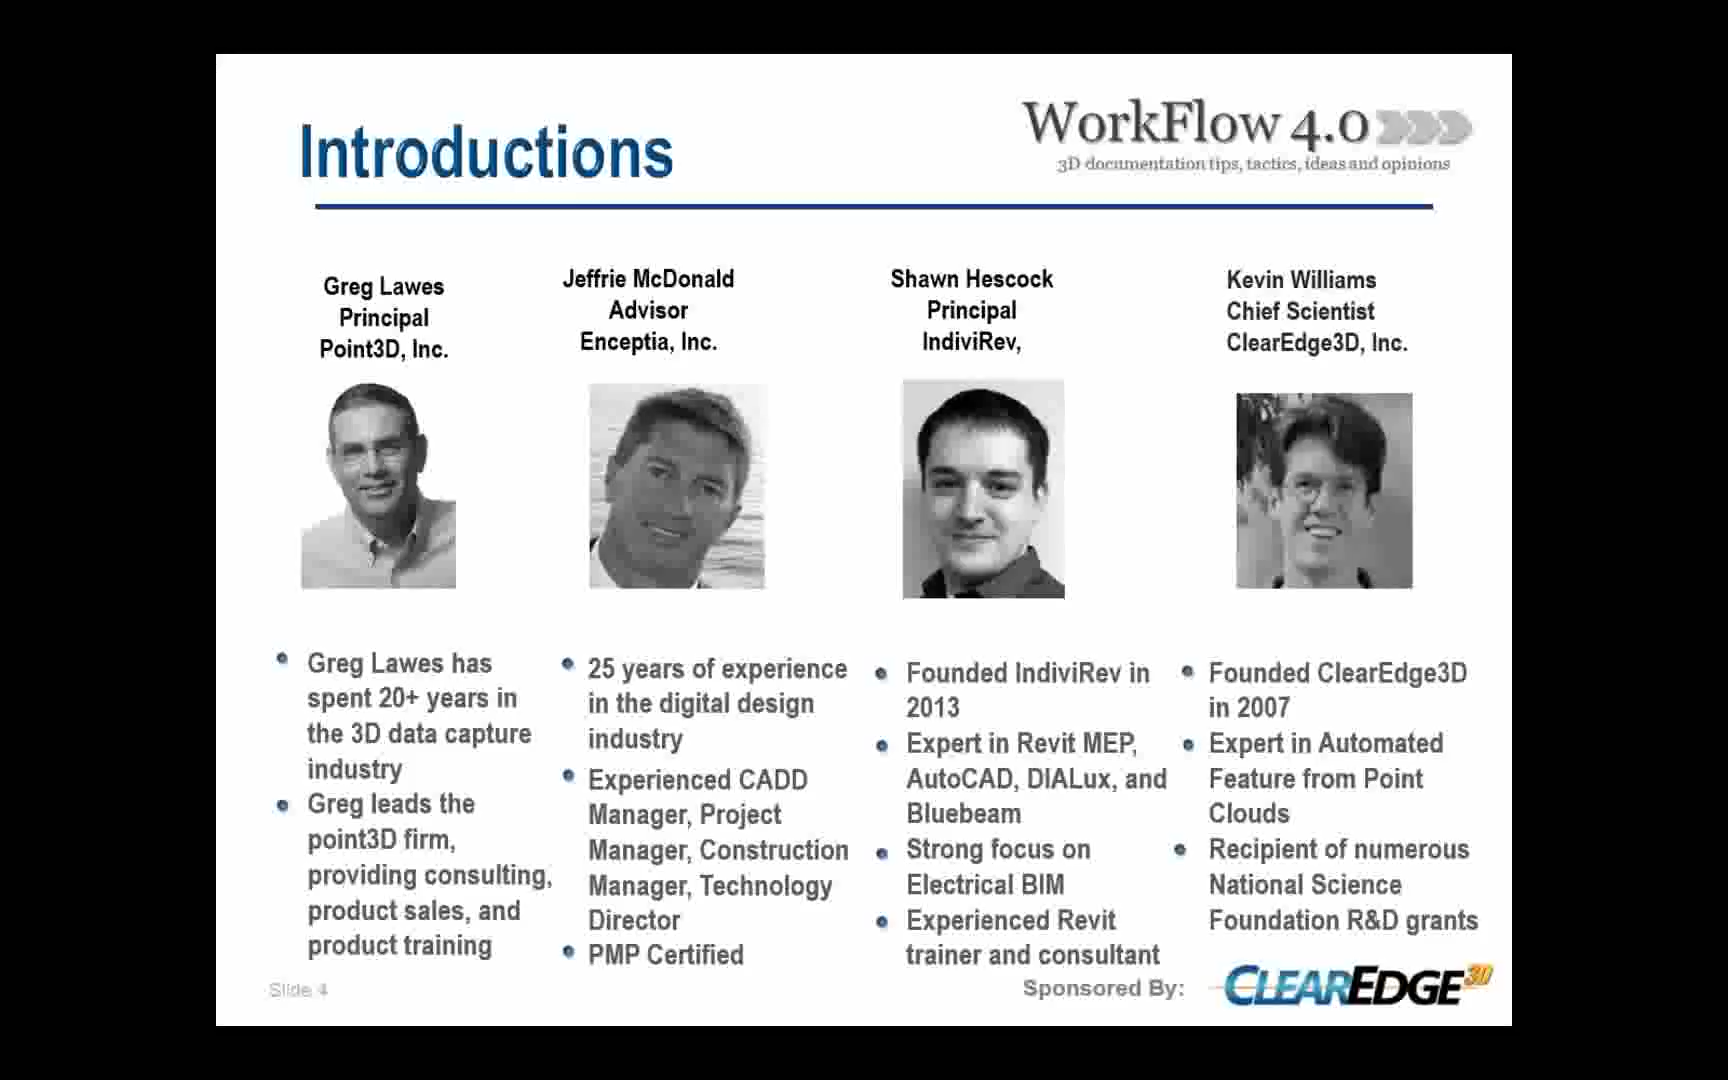 Introductions
WorkFlow 4.0
3D documentation tips, tactics, ideas and opinions
Greg Lawes
Principal
Point3D, Inc.
Jeffrie McDonald
Advisor
Enceptia, Inc.
Shawn Hescock
Principal
IndiviRev,
Kevin Williams
Chief Scientist
ClearEdge3D, Inc.
• Greg Lawes has
spent 20+ years in
the 3D data capture
industry
• Greg leads the
point3D firm,
providing consulting,
product sales, and
product training
• 25 years of experience
in the digital design
industry
• Experienced CADD
Manager, Project
Manager, Construction
Manager, Technology
Director
• PMP Certified
• Founded IndiviRev in
2013
• Expert in Revit MEP,
AutoCAD, DIALux, and
Bluebeam
• Strong focus on
Electrical BIM
• Experienced Revit
trainer and consultant
• Founded ClearEdge3D
in 2007
• Expert in Automated
Feature from Point
Clouds
• Recipient of numerous
National Science
Foundation R&D grants
Slide 4
Sponsored By:
CLEAREDGE3D